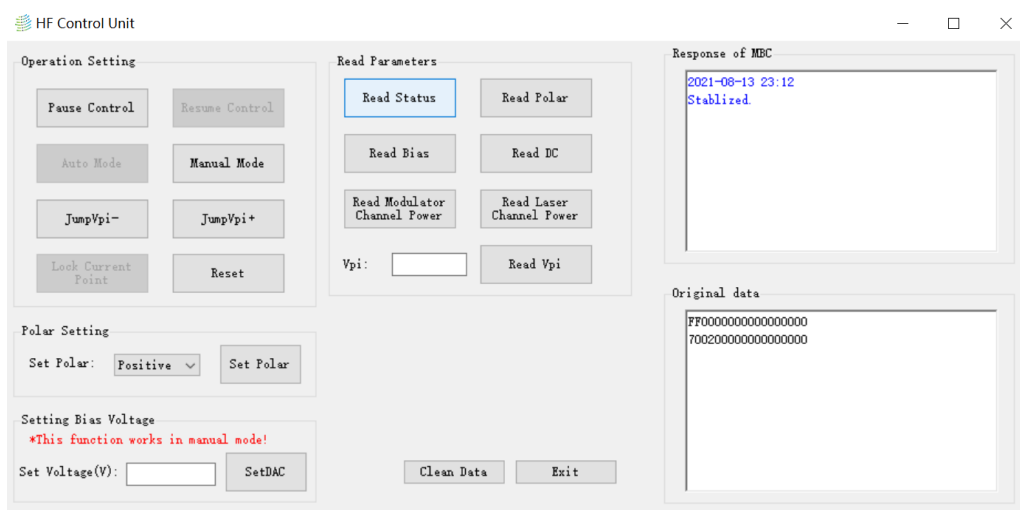 HF Control Unit
Operation Setting
Pause Control
Resume Control
Auto Mode
Manual Mode
JumpVpi-
JumpVpi+
Lock Current
Point
Reset
Polar Setting
Set Polar:
Positive
Set Polar
Setting Bias Voltage
*This function works in manual mode!
Set Voltage(V):
SetDAC
Read Parameters
Read Status
Read Polar
Read Bias
Read DC
Read Modulator
Channel Power
Read Laser
Channel Power
Vpi:
Read Vpi
Clean Data
Exit
Response of MBC
2021-08-13 23:12
Stablized.
Original data
FF0000000000000000
700200000000000000